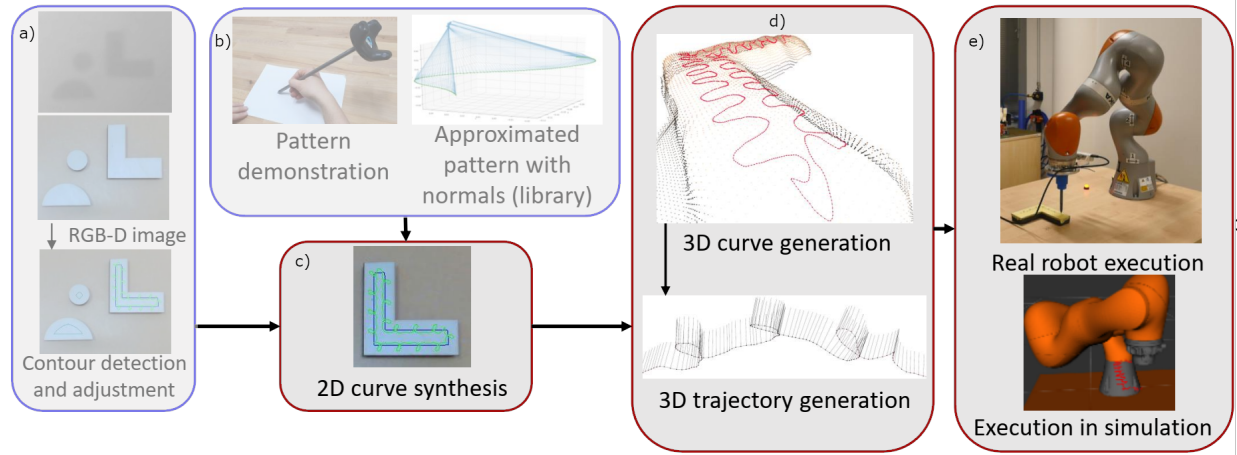 a)
RGB-D image
Contour detection
and adjustment
b)
Pattern
demonstration
Approximated
pattern with
normals (library)
c)
2D curve synthesis
d)
3D curve generation
3D trajectory generation
e)
Real robot execution
Execution in simulation